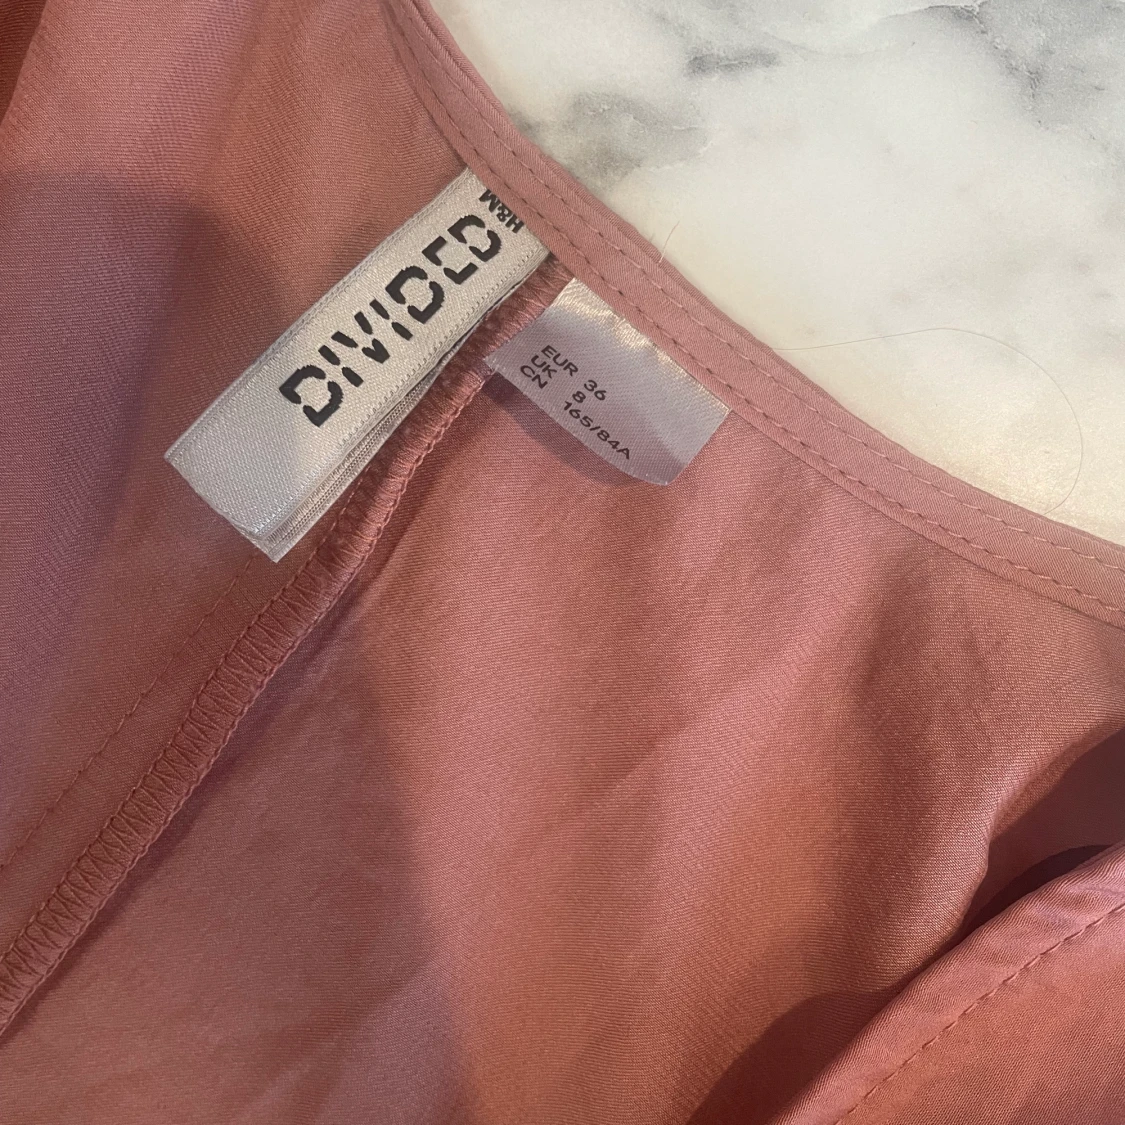 DIVIDED
H&M
EUR 36
UK 8
CN 165/84A